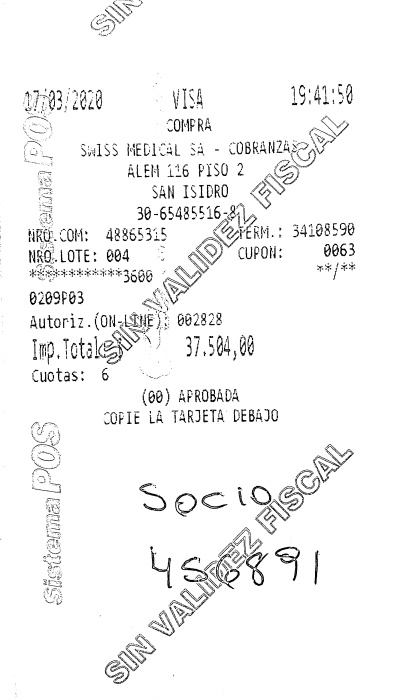 17/03/2020 VISA 19:41:50
COMPRA
SWISS MEDICAL SA - COBRANZAS
ALEM 116 PISO 2
SAN ISIDRO
30-65485516-8
NRO.COM: 48865315 TERM.: 34108590
NRO.LOTE: 004 CUPON: 0063
************3600 **/**
0209P03
Autoriz.(ON-LINE): 002828
Imp.Total: 37.504,00
Cuotas: 6
(00) APROBADA
COPIE LA TARJETA DEBAJO
Socio
456891
SIN
Sistema POS
SIN VALIDEZ FISCAL
Sistema POS
SIN VALIDEZ FISCAL